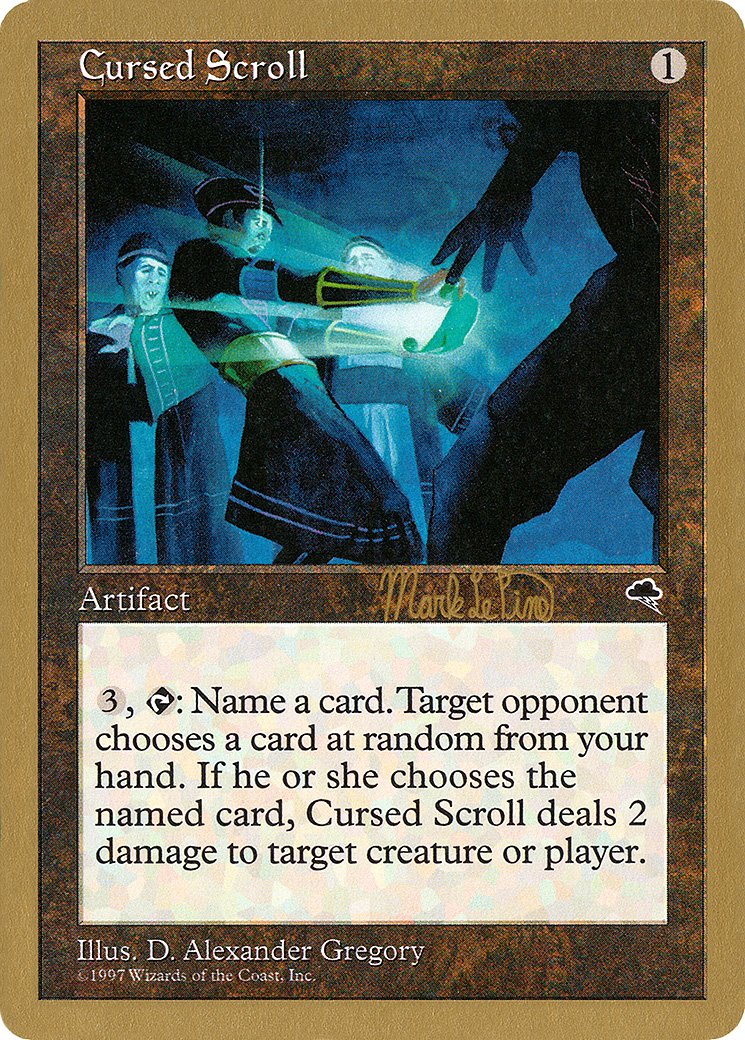 Cursed Scroll
1
Artifact
Mark Le Pine
3, : Name a card. Target opponent
chooses a card at random from your
hand. If he or she chooses the
named card, Cursed Scroll deals 2
damage to target creature or player.
Illus. D. Alexander Gregory
©1997 Wizards of the Coast, Inc.